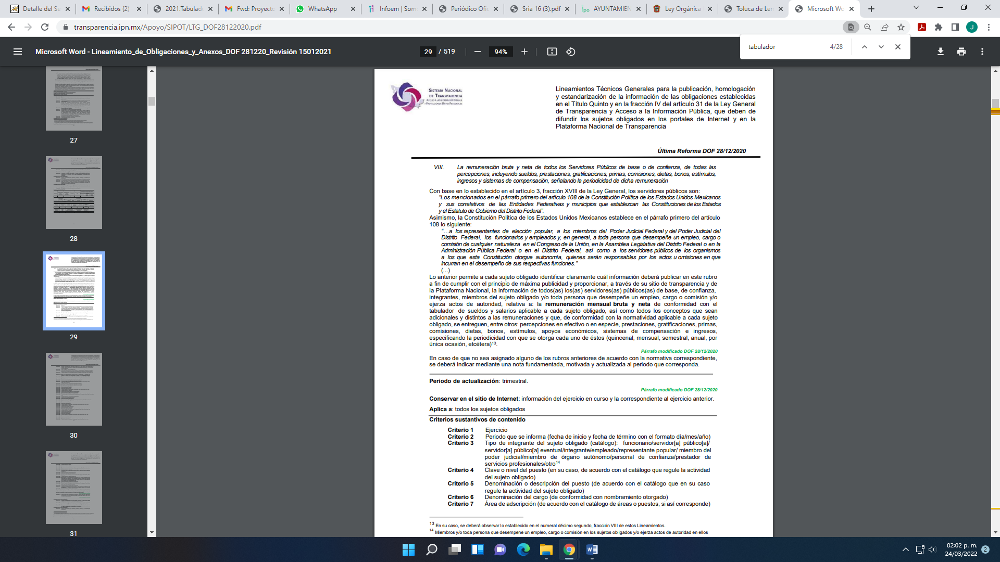 Detalle del Se
Recibidos (2)
2021.Tabulad
Fwd: Proyecto
WhatsApp
Infoem | Som
Periódico Ofic
Sria 16 (3).pdf
AYUNTAMIEN
Ley Orgánica
Toluca de Ler
Microsoft Wo
transparencia.ipn.mx/Apoyo/SIPOT/LTG_DOF28122020.pdf
J
Microsoft Word - Lineamiento_de_Obligaciones_y_Anexos_DOF 281220_Revisión 15012021
29 / 519
94%
tabulador
4/28
27
28
29
30
31
SISTEMA NACIONAL
DE TRANSPARENCIA
ACCESO A LA INFORMACIÓN PÚBLICA
Y PROTECCIÓN DE DATOS PERSONALES
Lineamientos Técnicos Generales para la publicación, homologación
y estandarización de la información de las obligaciones establecidas
en el Título Quinto y en la fracción IV del artículo 31 de la Ley General
de Transparencia y Acceso a la Información Pública, que deben de
difundir los sujetos obligados en los portales de Internet y en la
Plataforma Nacional de Transparencia
Última Reforma DOF 28/12/2020
VIII. La remuneración bruta y neta de todos los Servidores Públicos de base o de confianza, de todas las
percepciones, incluyendo sueldos, prestaciones, gratificaciones, primas, comisiones, dietas, bonos, estímulos,
ingresos y sistemas de compensación, señalando la periodicidad de dicha remuneración
Con base en lo establecido en el artículo 3, fracción XVIII de la Ley General, los servidores públicos son:
“Los mencionados en el párrafo primero del artículo 108 de la Constitución Política de los Estados Unidos Mexicanos
y sus correlativos de las Entidades Federativas y municipios que establezcan las Constituciones de los Estados
y el Estatuto de Gobierno del Distrito Federal”.
Asimismo, la Constitución Política de los Estados Unidos Mexicanos establece en el párrafo primero del artículo
108 lo siguiente:
“…a los representantes de elección popular, a los miembros del Poder Judicial Federal y del Poder Judicial del
Distrito Federal, los funcionarios y empleados y, en general, a toda persona que desempeñe un empleo, cargo o
comisión de cualquier naturaleza en el Congreso de la Unión, en la Asamblea Legislativa del Distrito Federal o en la
Administración Pública Federal o en el Distrito Federal, así como a los servidores públicos de los organismos
a los que esta Constitución otorgue autonomía, quienes serán responsables por los actos u omisiones en que
incurran en el desempeño de sus respectivas funciones.”
(...)
Lo anterior permite a cada sujeto obligado identificar claramente cuál información deberá publicar en este rubro
a fin de cumplir con el principio de máxima publicidad y proporcionar, a través de su sitio de transparencia y de
la Plataforma Nacional, la información de todos(as) los(as) servidores(as) públicos(as) de base, de confianza,
integrantes, miembros del sujeto obligado y/o toda persona que desempeñe un empleo, cargo o comisión y/o
ejerza actos de autoridad, relativa a: la remuneración mensual bruta y neta de conformidad con el
tabulador de sueldos y salarios aplicable a cada sujeto obligado, así como todos los conceptos que sean
adicionales y distintos a las remuneraciones y que, de conformidad con la normatividad aplicable a cada sujeto
obligado, se entreguen, entre otros: percepciones en efectivo o en especie, prestaciones, gratificaciones, primas,
comisiones, dietas, bonos, estímulos, apoyos económicos, sistemas de compensación e ingresos,
especificando la periodicidad con que se otorga cada uno de éstos (quincenal, mensual, semestral, anual, por
única ocasión, etcétera)13.
Párrafo modificado DOF 28/12/2020
En caso de que no sea asignado alguno de los rubros anteriores de acuerdo con la normativa correspondiente,
se deberá indicar mediante una nota fundamentada, motivada y actualizada al periodo que corresponda.
Periodo de actualización: trimestral.
Párrafo modificado DOF 28/12/2020
Conservar en el sitio de Internet: información del ejercicio en curso y la correspondiente al ejercicio anterior.
Aplica a: todos los sujetos obligados
Criterios sustantivos de contenido
Criterio 1 Ejercicio
Criterio 2 Periodo que se informa (fecha de inicio y fecha de término con el formato día/mes/año)
Criterio 3 Tipo de integrante del sujeto obligado (catálogo): funcionario/servidor[a] público[a]/
servidor[a] público[a] eventual/integrante/empleado/representante popular/ miembro del
poder judicial/miembro de órgano autónomo/personal de confianza/prestador de
servicios profesionales/otro14
Criterio 4 Clave o nivel del puesto (en su caso, de acuerdo con el catálogo que regule la actividad
del sujeto obligado)
Criterio 5 Denominación o descripción del puesto (de acuerdo con el catálogo que en su caso
regule la actividad del sujeto obligado)
Criterio 6 Denominación del cargo (de conformidad con nombramiento otorgado)
Criterio 7 Área de adscripción (de acuerdo con el catálogo de áreas o puestos, si así corresponde)
13 En su caso, se deberá observar lo establecido en el numeral décimo segundo, fracción VIII de estos Lineamientos.
14 Miembros y/o toda persona que desempeñe un empleo, cargo o comisión en los sujetos obligados y/o ejerza actos de autoridad en ellos
02:02 p. m.
24/03/2022
2